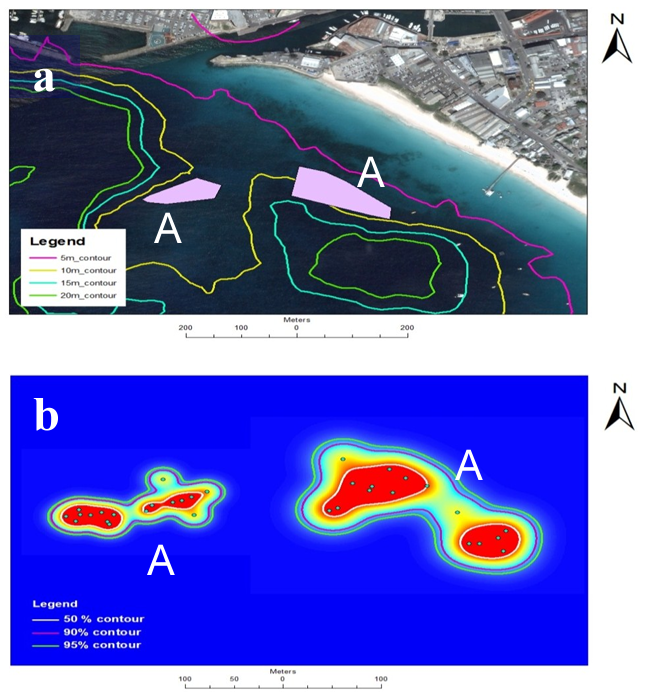 N
a
A
A
Legend
5m_contour
10m_contour
15m_contour
20m_contour
Meters
200 100 0 200
N
b
A
A
Legend
50 % contour
90% contour
95% contour
Meters
100 50 0 100